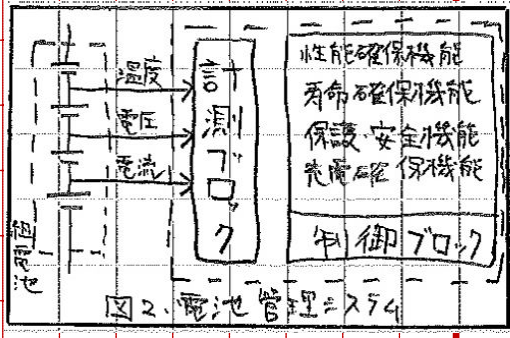 温度
電圧
電流
組電池
計測ブロック
性能確保機能
寿命確保機能
保護・安全機能
充電確保機能
制御ブロック
図2.電池管理システム